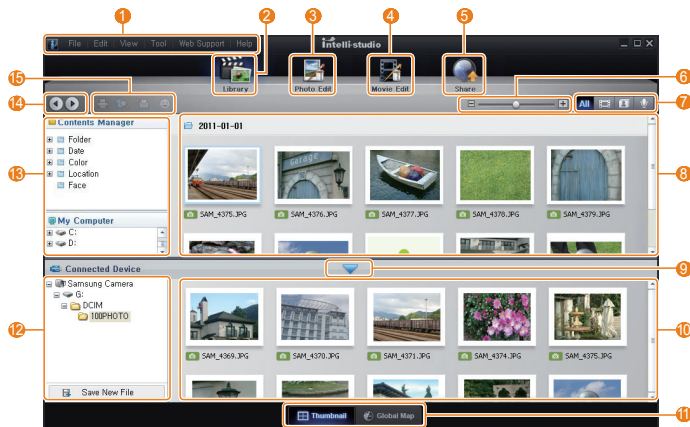 1 2 3 4 5
File Edit View Tool Web Support Help
Intelli-studio
Library Photo Edit Movie Edit Share
15 6
14 All 7
Contents Manager
Folder
Date
Color
Location
Face
13
My Computer
C:
D:
2011-01-01
SAM_4375.JPG SAM_4376.JPG SAM_4377.JPG SAM_4378.JPG SAM_4379.JPG
8
Connected Device
9
Samsung Camera
G:
DCIM
100PHOTO
12
Save New File
SAM_4369.JPG SAM_4370.JPG SAM_4371.JPG SAM_4374.JPG SAM_4375.JPG
10
Thumbnail Global Map
11